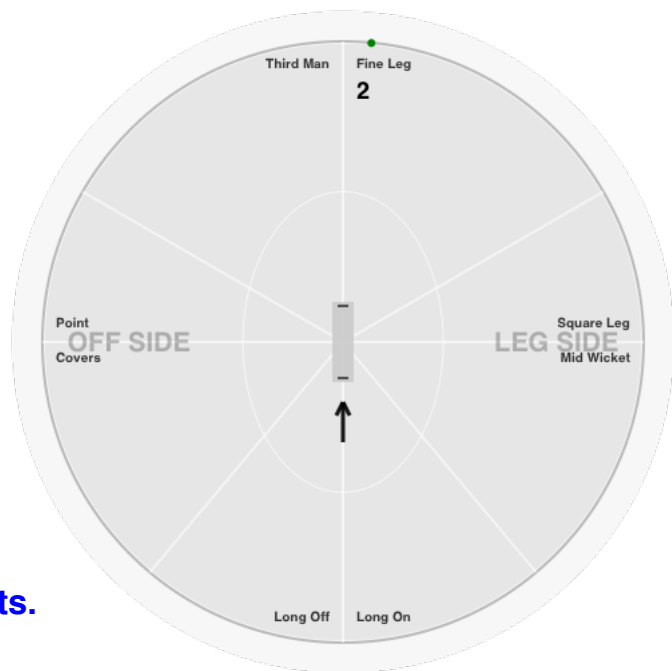 Third Man
Fine Leg
2
Point
Square Leg
OFF SIDE
LEG SIDE
Covers
Mid Wicket
ts.
Long Off
Long On